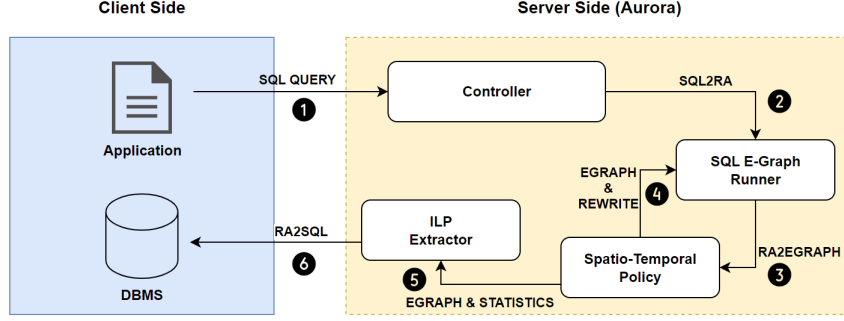 Client Side
Server Side (Aurora)
SQL QUERY
1
Controller
SQL2RA
2
Application
SQL E-Graph
Runner
EGRAPH
&
REWRITE
4
RA2SQL
6
ILP
Extractor
RA2EGRAPH
3
Spatio-Temporal
Policy
5
DBMS
EGRAPH & STATISTICS